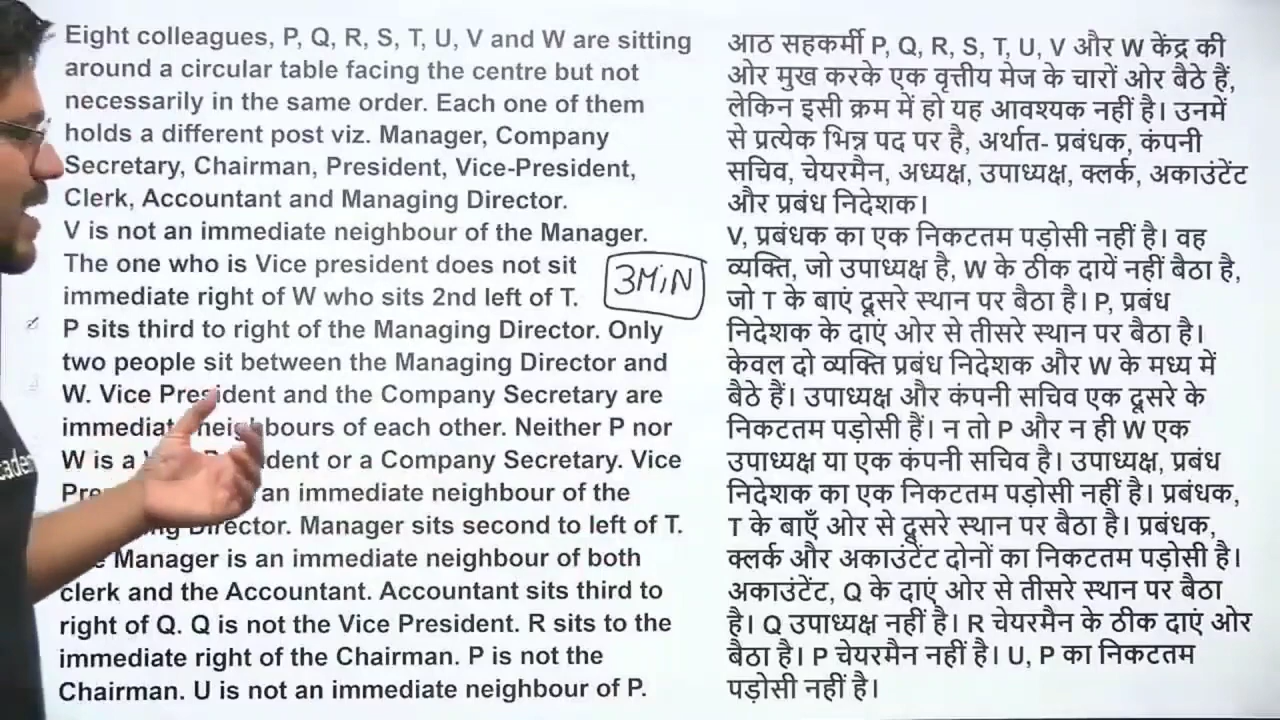 Eight colleagues, P, Q, R, S, T, U, V and W are sitting
around a circular table facing the centre but not
necessarily in the same order. Each one of them
holds a different post viz. Manager, Company
Secretary, Chairman, President, Vice-President,
Clerk, Accountant and Managing Director.
V is not an immediate neighbour of the Manager.
The one who is Vice president does not sit
immediate right of W who sits 2nd left of T.
P sits third to right of the Managing Director. Only
two people sit between the Managing Director and
W. Vice President and the Company Secretary are
immediat neighbours of each other. Neither P nor
W is a dent or a Company Secretary. Vice
Pre an immediate neighbour of the
Director. Manager sits second to left of T.
Manager is an immediate neighbour of both
clerk and the Accountant. Accountant sits third to
right of Q. Q is not the Vice President. R sits to the
immediate right of the Chairman. P is not the
Chairman. U is not an immediate neighbour of P.
3MiN
आठ सहकर्मी P, Q, R, S, T, U, V और W केंद्र की
ओर मुख करके एक वृत्तीय मेज के चारों ओर बैठे हैं,
लेकिन इसी क्रम में हो यह आवश्यक नहीं है। उनमें
से प्रत्येक भिन्न पद पर है, अर्थात- प्रबंधक, कंपनी
सचिव, चेयरमैन, अध्यक्ष, उपाध्यक्ष, क्लर्क, अकाउंटेंट
और प्रबंध निदेशक।
V, प्रबंधक का एक निकटतम पड़ोसी नहीं है। वह
व्यक्ति, जो उपाध्यक्ष है, W के ठीक दायें नहीं बैठा है,
जो T के बाएं दूसरे स्थान पर बैठा है। P, प्रबंध
निदेशक के दाएं ओर से तीसरे स्थान पर बैठा है।
केवल दो व्यक्ति प्रबंध निदेशक और W के मध्य में
बैठे हैं। उपाध्यक्ष और कंपनी सचिव एक दूसरे के
निकटतम पड़ोसी हैं। न तो P और न ही W एक
उपाध्यक्ष या एक कंपनी सचिव है। उपाध्यक्ष, प्रबंध
निदेशक का एक निकटतम पड़ोसी नहीं है। प्रबंधक,
T के बाएँ ओर से दूसरे स्थान पर बैठा है। प्रबंधक,
क्लर्क और अकाउंटेंट दोनों का निकटतम पड़ोसी है।
अकाउंटेंट, Q के दाएं ओर से तीसरे स्थान पर बैठा
है। Q उपाध्यक्ष नहीं है। R चेयरमैन के ठीक दाएं ओर
बैठा है। P चेयरमैन नहीं है। U, P का निकटतम
पड़ोसी नहीं है।